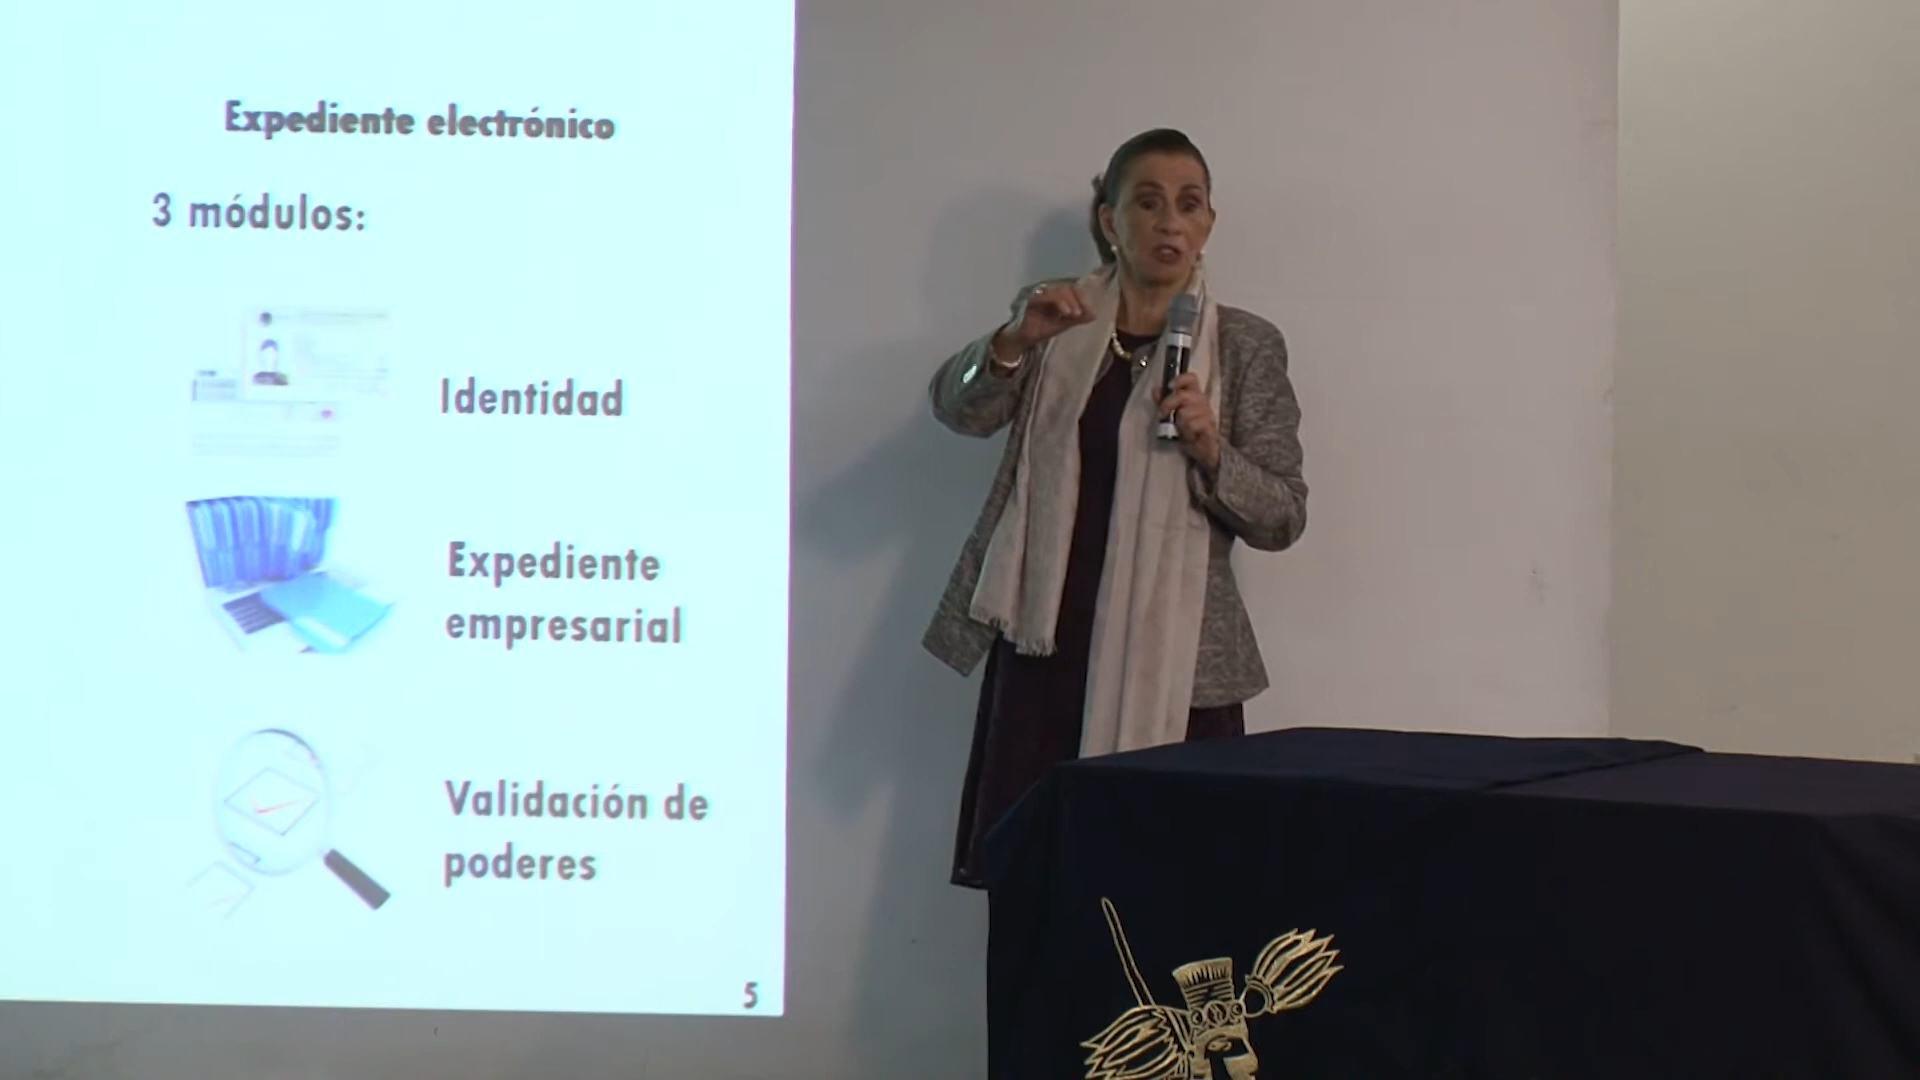 Expediente electrónico
3 módulos:
Identidad
Expediente
empresarial
Validación de
poderes
5